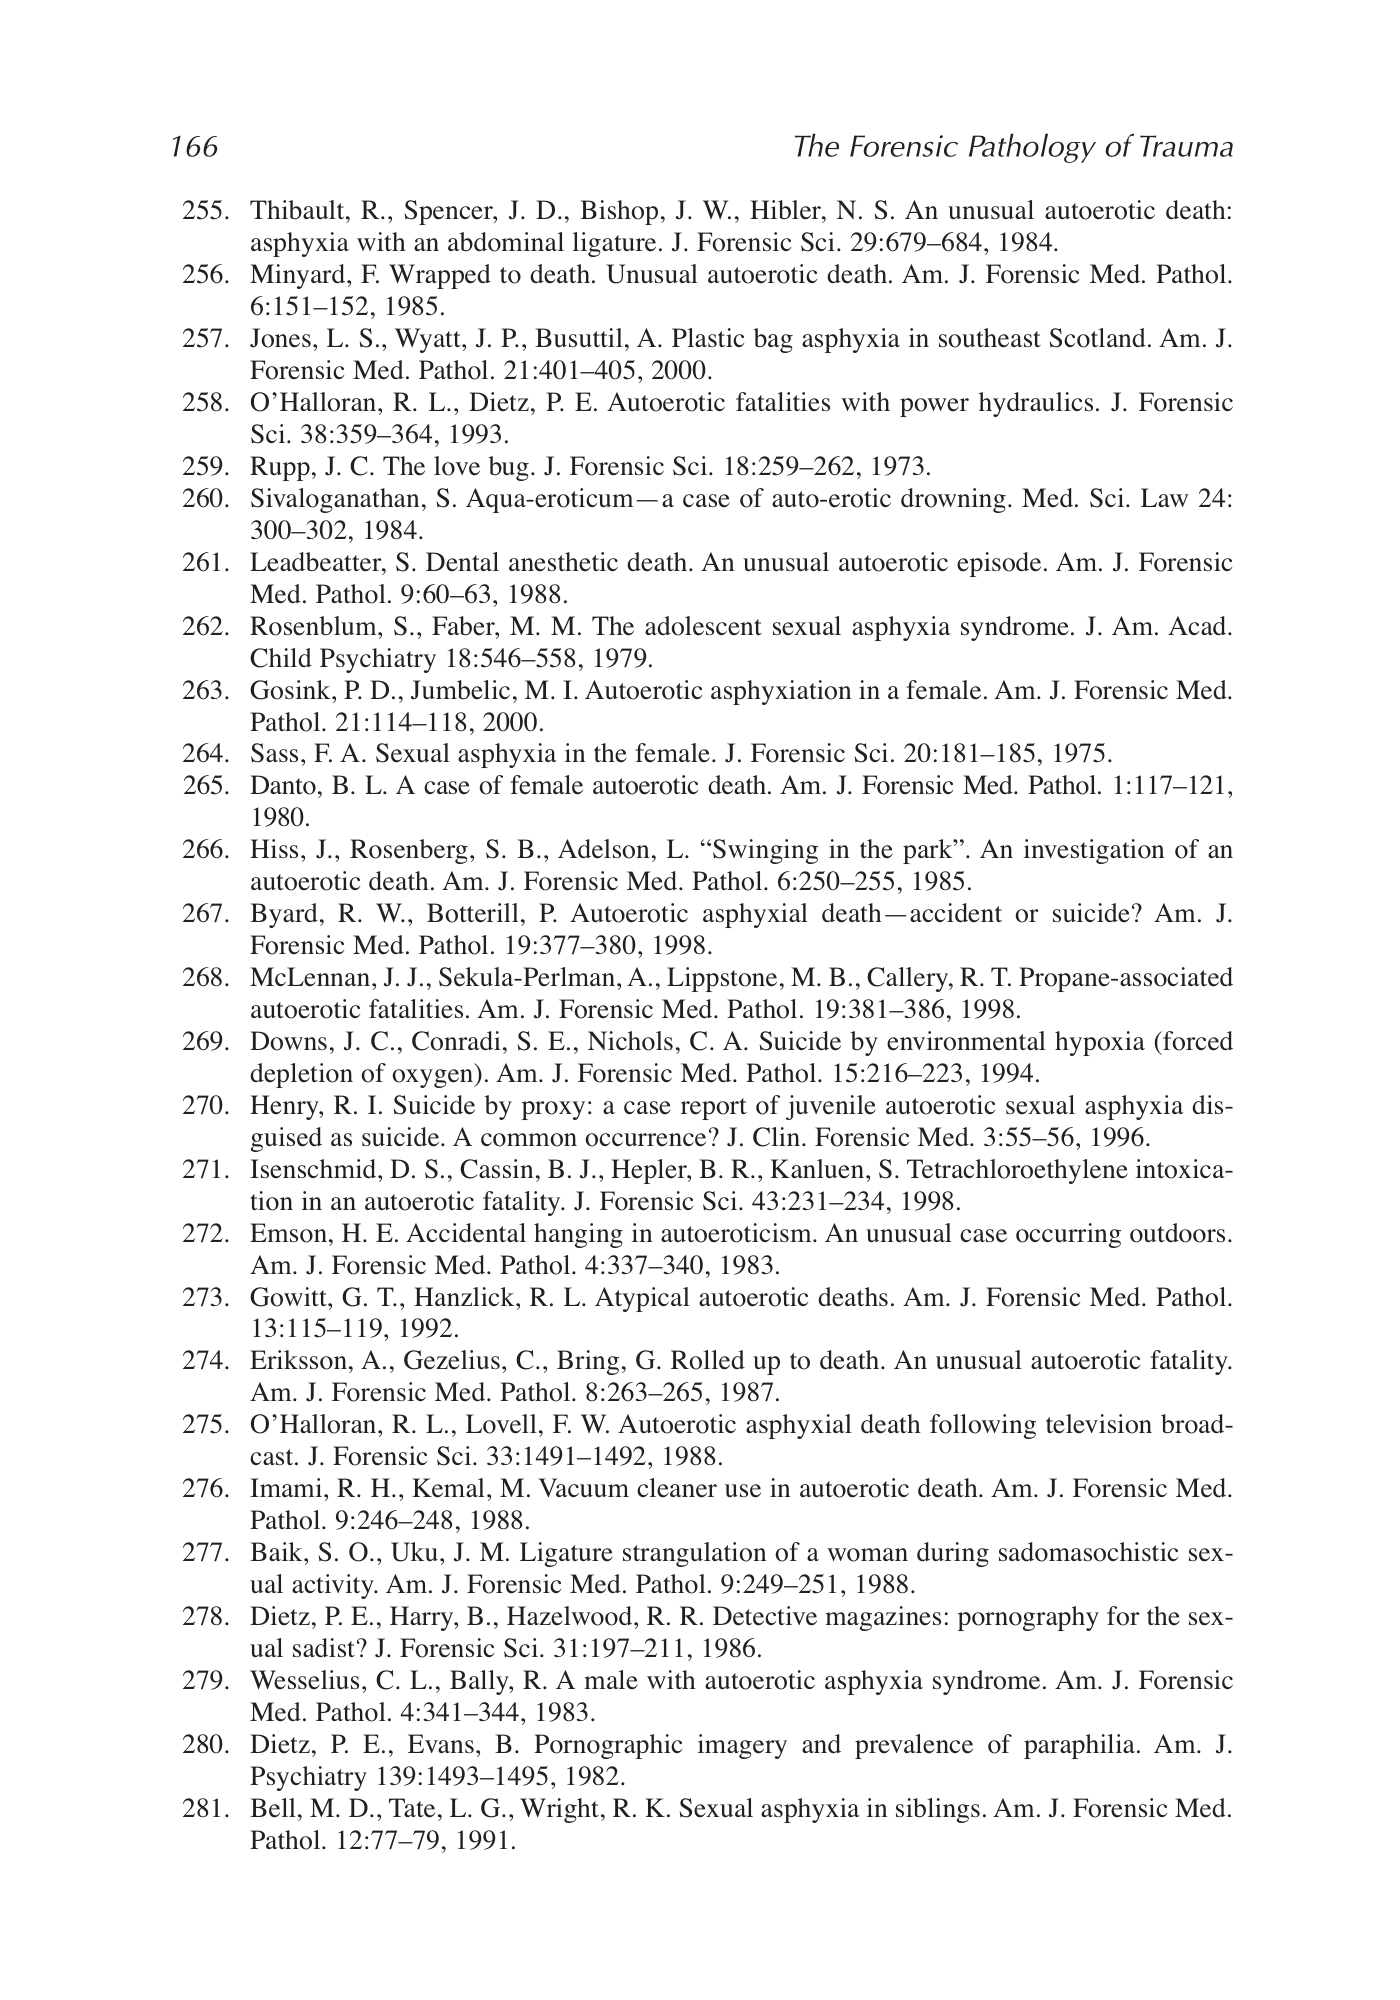 166
The Forensic Pathology of Trauma
255. Thibault, R., Spencer, J. D., Bishop, J. W., Hibler, N. S. An unusual autoerotic death:
asphyxia with an abdominal ligature. J. Forensic Sci. 29:679–684, 1984.
256. Minyard, F. Wrapped to death. Unusual autoerotic death. Am. J. Forensic Med. Pathol.
6:151–152, 1985.
257. Jones, L. S., Wyatt, J. P., Busuttil, A. Plastic bag asphyxia in southeast Scotland. Am. J.
Forensic Med. Pathol. 21:401–405, 2000.
258. O’Halloran, R. L., Dietz, P. E. Autoerotic fatalities with power hydraulics. J. Forensic
Sci. 38:359–364, 1993.
259. Rupp, J. C. The love bug. J. Forensic Sci. 18:259–262, 1973.
260. Sivaloganathan, S. Aqua-eroticum—a case of auto-erotic drowning. Med. Sci. Law 24:
300–302, 1984.
261. Leadbeatter, S. Dental anesthetic death. An unusual autoerotic episode. Am. J. Forensic
Med. Pathol. 9:60–63, 1988.
262. Rosenblum, S., Faber, M. M. The adolescent sexual asphyxia syndrome. J. Am. Acad.
Child Psychiatry 18:546–558, 1979.
263. Gosink, P. D., Jumbelic, M. I. Autoerotic asphyxiation in a female. Am. J. Forensic Med.
Pathol. 21:114–118, 2000.
264. Sass, F. A. Sexual asphyxia in the female. J. Forensic Sci. 20:181–185, 1975.
265. Danto, B. L. A case of female autoerotic death. Am. J. Forensic Med. Pathol. 1:117–121,
1980.
266. Hiss, J., Rosenberg, S. B., Adelson, L. “Swinging in the park”. An investigation of an
autoerotic death. Am. J. Forensic Med. Pathol. 6:250–255, 1985.
267. Byard, R. W., Botterill, P. Autoerotic asphyxial death—accident or suicide? Am. J.
Forensic Med. Pathol. 19:377–380, 1998.
268. McLennan, J. J., Sekula-Perlman, A., Lippstone, M. B., Callery, R. T. Propane-associated
autoerotic fatalities. Am. J. Forensic Med. Pathol. 19:381–386, 1998.
269. Downs, J. C., Conradi, S. E., Nichols, C. A. Suicide by environmental hypoxia (forced
depletion of oxygen). Am. J. Forensic Med. Pathol. 15:216–223, 1994.
270. Henry, R. I. Suicide by proxy: a case report of juvenile autoerotic sexual asphyxia dis-
guised as suicide. A common occurrence? J. Clin. Forensic Med. 3:55–56, 1996.
271. Isenschmid, D. S., Cassin, B. J., Hepler, B. R., Kanluen, S. Tetrachloroethylene intoxica-
tion in an autoerotic fatality. J. Forensic Sci. 43:231–234, 1998.
272. Emson, H. E. Accidental hanging in autoeroticism. An unusual case occurring outdoors.
Am. J. Forensic Med. Pathol. 4:337–340, 1983.
273. Gowitt, G. T., Hanzlick, R. L. Atypical autoerotic deaths. Am. J. Forensic Med. Pathol.
13:115–119, 1992.
274. Eriksson, A., Gezelius, C., Bring, G. Rolled up to death. An unusual autoerotic fatality.
Am. J. Forensic Med. Pathol. 8:263–265, 1987.
275. O’Halloran, R. L., Lovell, F. W. Autoerotic asphyxial death following television broad-
cast. J. Forensic Sci. 33:1491–1492, 1988.
276. Imami, R. H., Kemal, M. Vacuum cleaner use in autoerotic death. Am. J. Forensic Med.
Pathol. 9:246–248, 1988.
277. Baik, S. O., Uku, J. M. Ligature strangulation of a woman during sadomasochistic sex-
ual activity. Am. J. Forensic Med. Pathol. 9:249–251, 1988.
278. Dietz, P. E., Harry, B., Hazelwood, R. R. Detective magazines: pornography for the sex-
ual sadist? J. Forensic Sci. 31:197–211, 1986.
279. Wesselius, C. L., Bally, R. A male with autoerotic asphyxia syndrome. Am. J. Forensic
Med. Pathol. 4:341–344, 1983.
280. Dietz, P. E., Evans, B. Pornographic imagery and prevalence of paraphilia. Am. J.
Psychiatry 139:1493–1495, 1982.
281. Bell, M. D., Tate, L. G., Wright, R. K. Sexual asphyxia in siblings. Am. J. Forensic Med.
Pathol. 12:77–79, 1991.